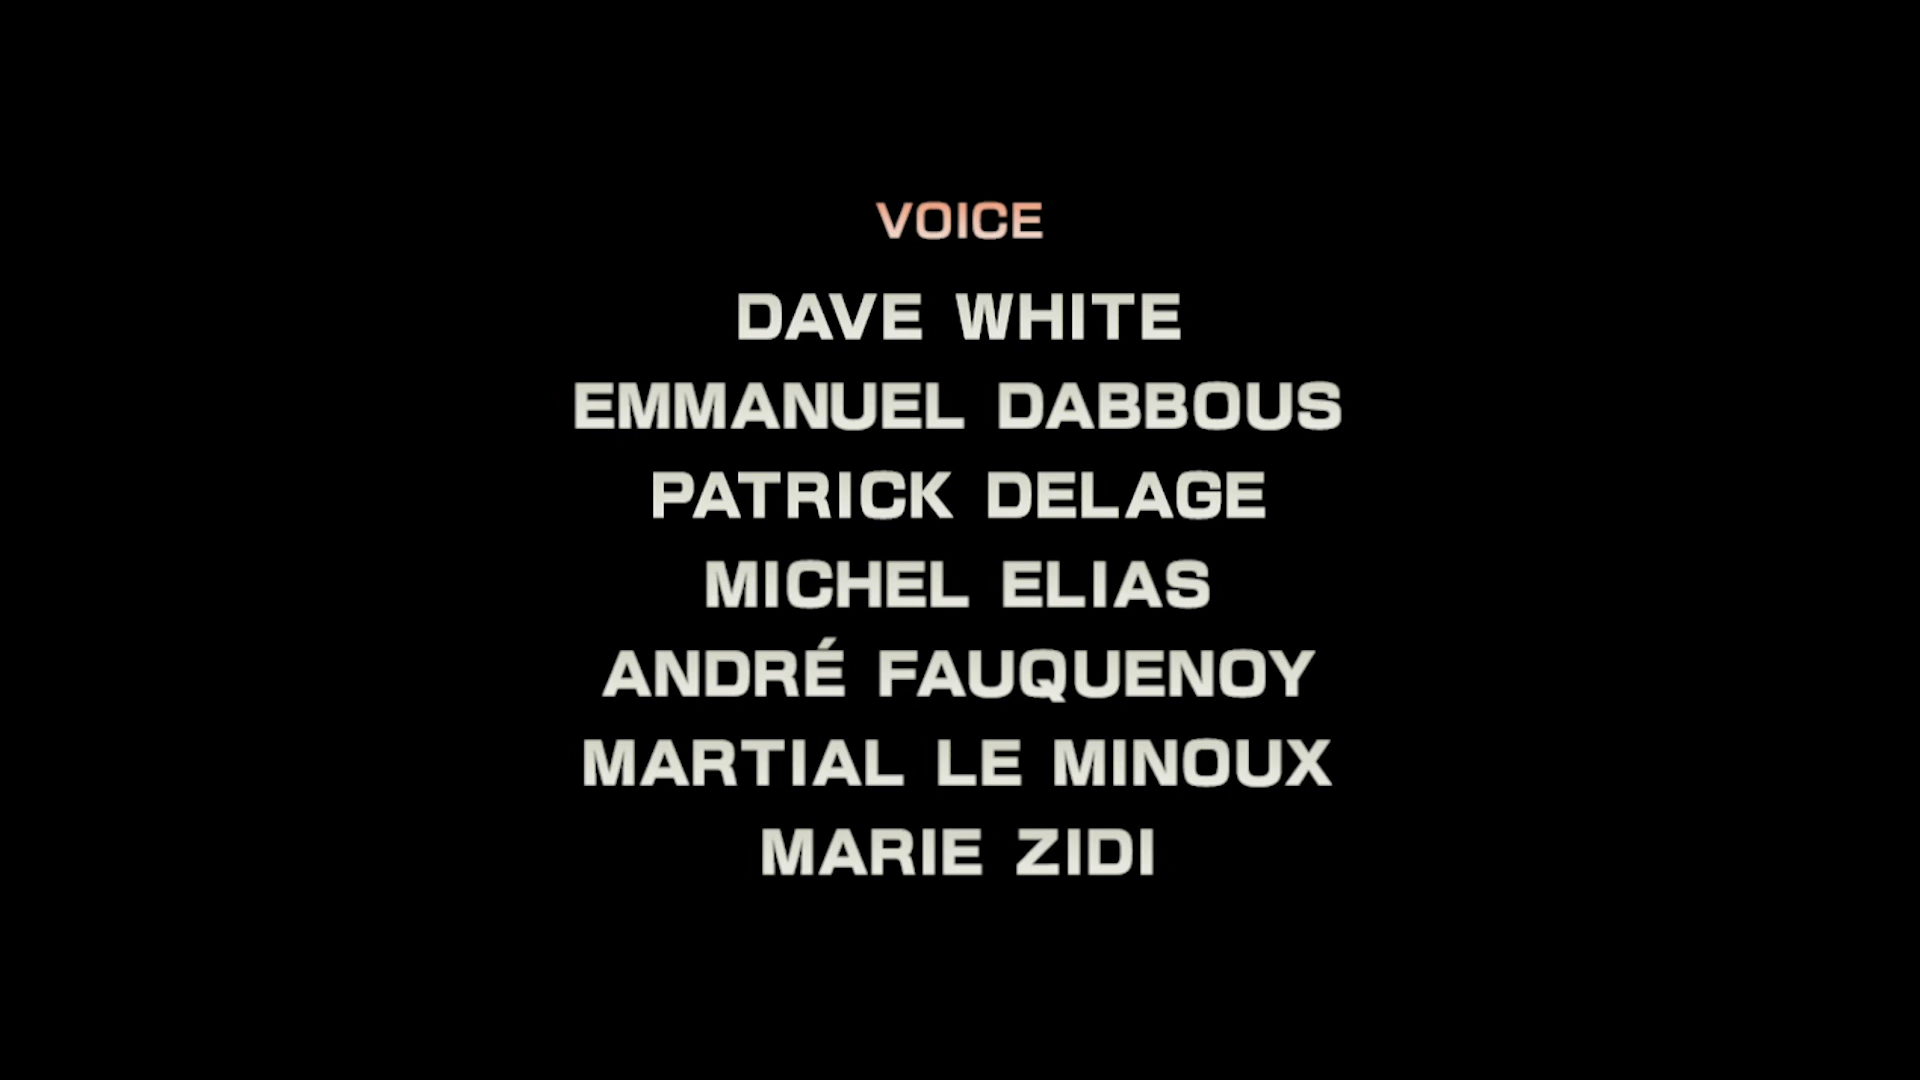 VOICE
DAVE WHITE
EMMANUEL DABBOUS
PATRICK DELAGE
MICHEL ELIAS
ANDRÉ FAUQUENOY
MARTIAL LE MINOUX
MARIE ZIDI